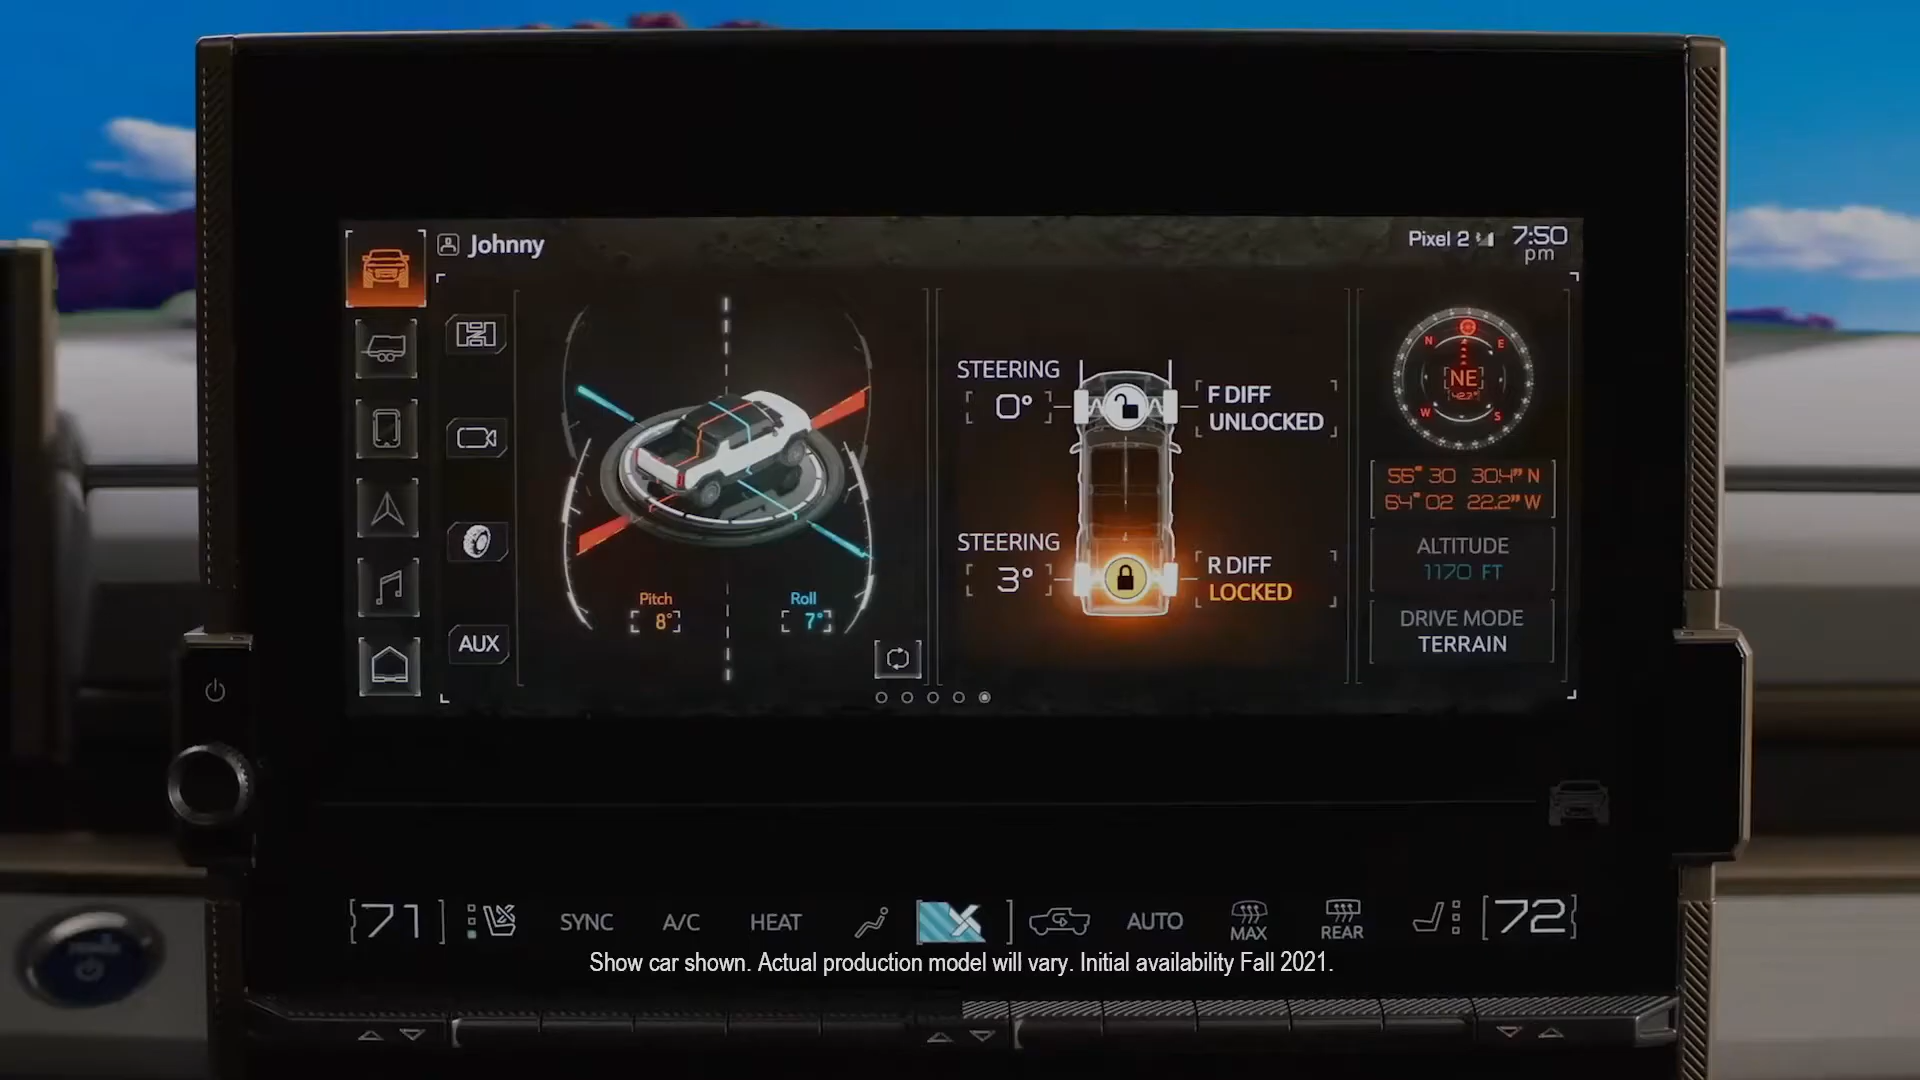 Johnny
Pixel 2
7:50
pm
STEERING
0°
F DIFF
UNLOCKED
STEERING
3°
R DIFF
LOCKED
Pitch
8°
Roll
7°
AUX
N
E
NE
W
S
56° 30 30.4" N
64° 02 22.2" W
ALTITUDE
1170 FT
DRIVE MODE
TERRAIN
71
SYNC
A/C
HEAT
AUTO
MAX
REAR
72
Show car shown. Actual production model will vary. Initial availability Fall 2021.